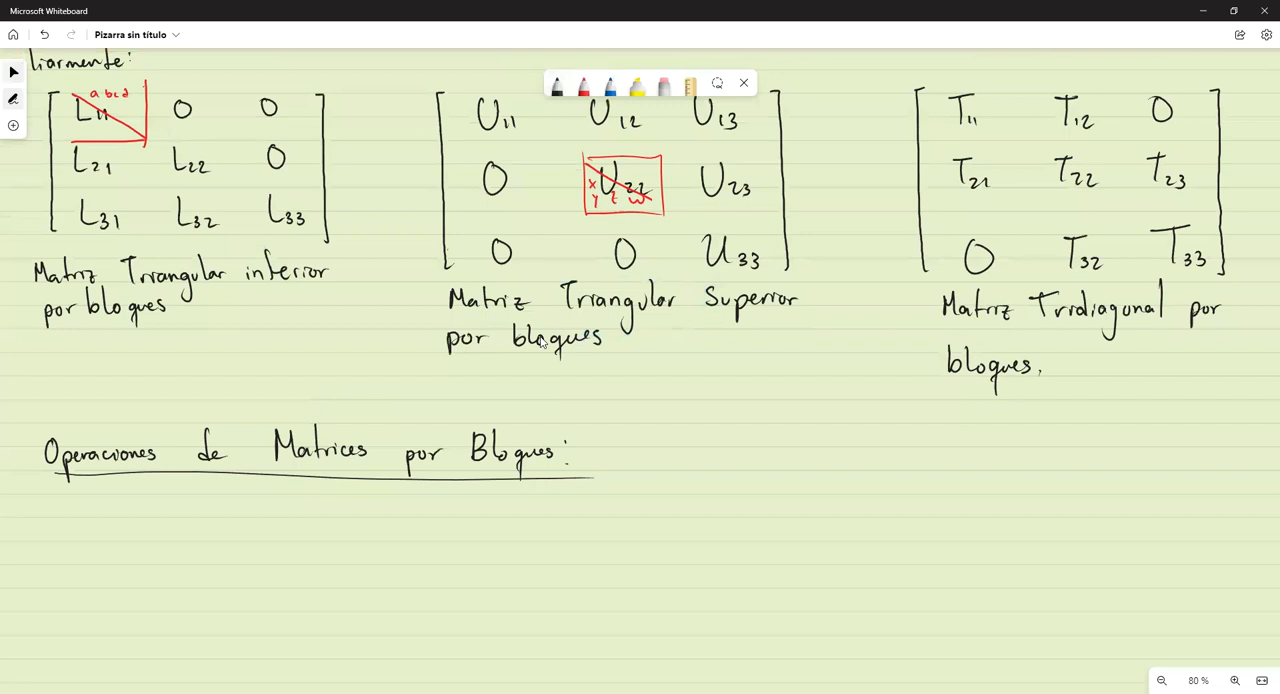 Microsoft Whiteboard
Pizarra sin título
liarmente:
L11 0 0
a b c d
L21 L22 0
L31 L32 L33
Matriz Triangular inferior
por bloques
U11 U12 U13
0 U22 U23
x
y z w
0 0 U33
Matriz Triangular Superior
por bloques
T11 T12 0
T21 T22 T23
0 T32 T33
Matriz Tridiagonal por
bloques.
Operaciones de Matrices por Bloques:
80 %